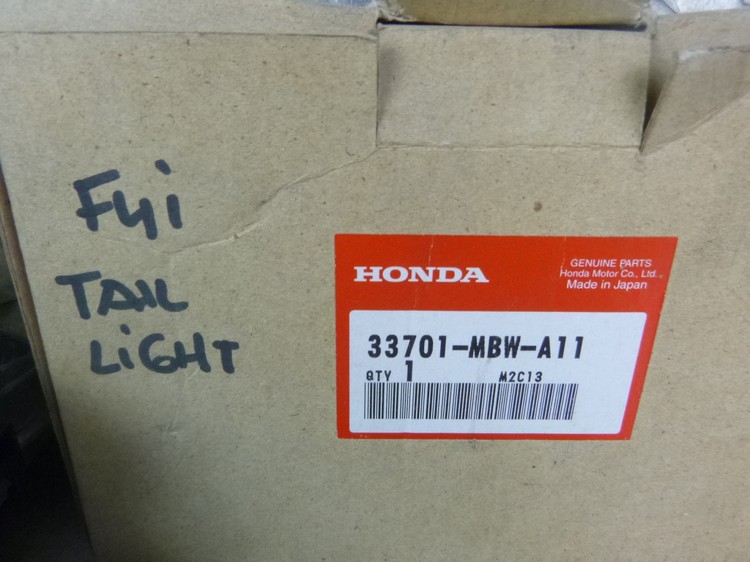 F4i
TAIL
LiGHT
HONDA
GENUINE PARTS
Honda Motor Co., Ltd.
Made in Japan
33701-MBW-A11
QTY 1 M2C13